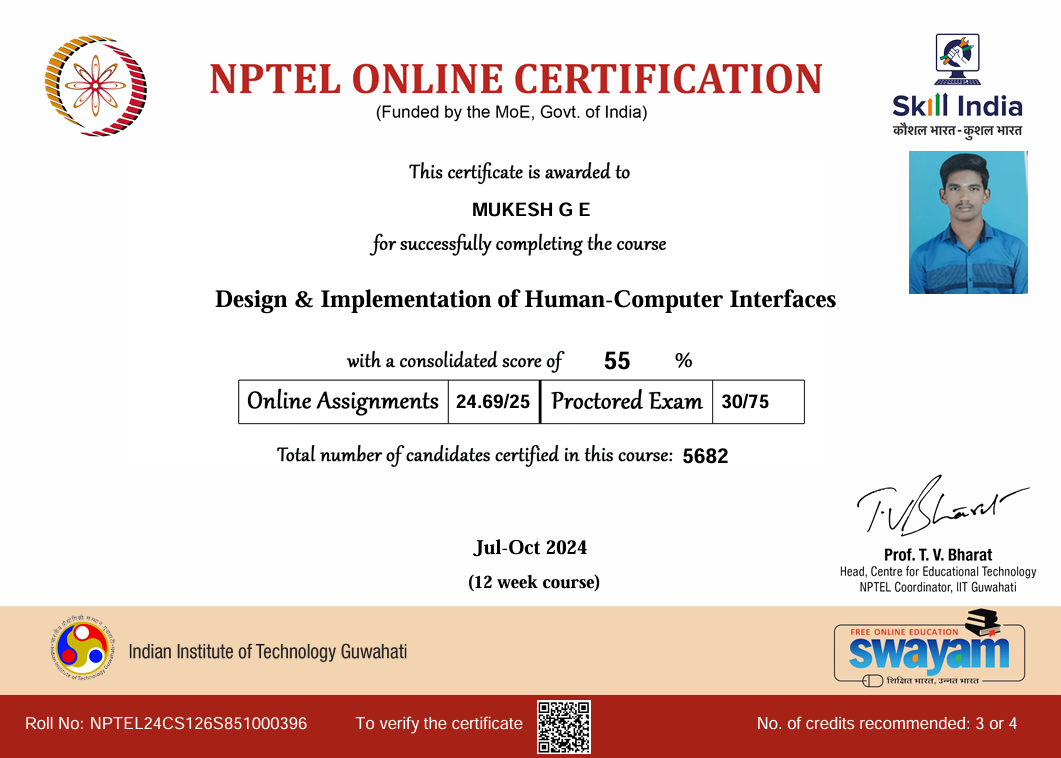 NPTEL ONLINE CERTIFICATION
(Funded by the MoE, Govt. of India)
Skill India
कौशल भारत - कुशल भारत
This certificate is awarded to
MUKESH G E
for successfully completing the course
Design & Implementation of Human-Computer Interfaces
with a consolidated score of 55 %
Online Assignments 24.69/25 Proctored Exam 30/75
Total number of candidates certified in this course: 5682
T.V Bharat
Jul-Oct 2024
(12 week course)
Prof. T. V. Bharat
Head, Centre for Educational Technology
NPTEL Coordinator, IIT Guwahati
Indian Institute of Technology Guwahati
Indian Institute of Technology Guwahati
FREE ONLINE EDUCATION
swayam
शिक्षित भारत, उन्नत भारत
Roll No: NPTEL24CS126S851000396
To verify the certificate
No. of credits recommended: 3 or 4